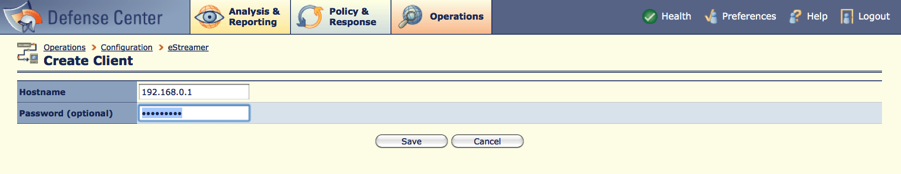 Defense Center
Analysis &
Reporting
Policy &
Response
Operations
Health
Preferences
Help
Logout
Operations > Configuration > eStreamer
Create Client
Hostname
192.168.0.1
Password (optional)
•••••••••
Save
Cancel